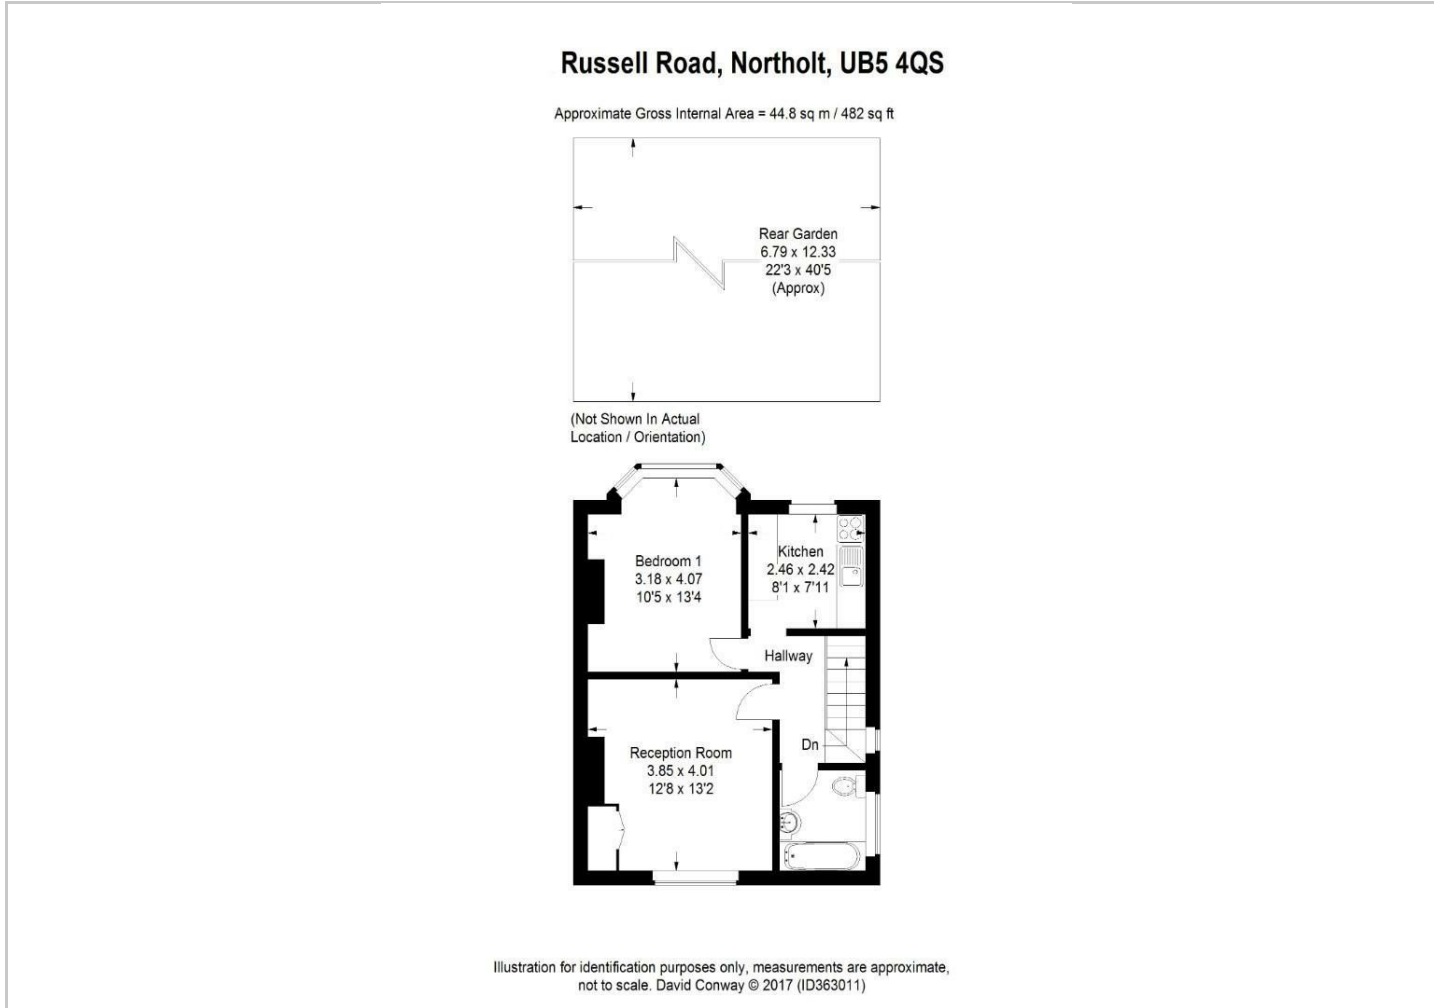 Russell Road, Northolt, UB5 4QS
Approximate Gross Internal Area = 44.8 sq m / 482 sq ft
Rear Garden
6.79 x 12.33
22'3 x 40'5
(Approx)
(Not Shown In Actual
Location / Orientation)
Bedroom 1
3.18 x 4.07
10'5 x 13'4
Kitchen
2.46 x 2.42
8'1 x 7'11
Hallway
Reception Room
3.85 x 4.01
12'8 x 13'2
Dn
Illustration for identification purposes only, measurements are approximate,
not to scale. David Conway © 2017 (ID363011)